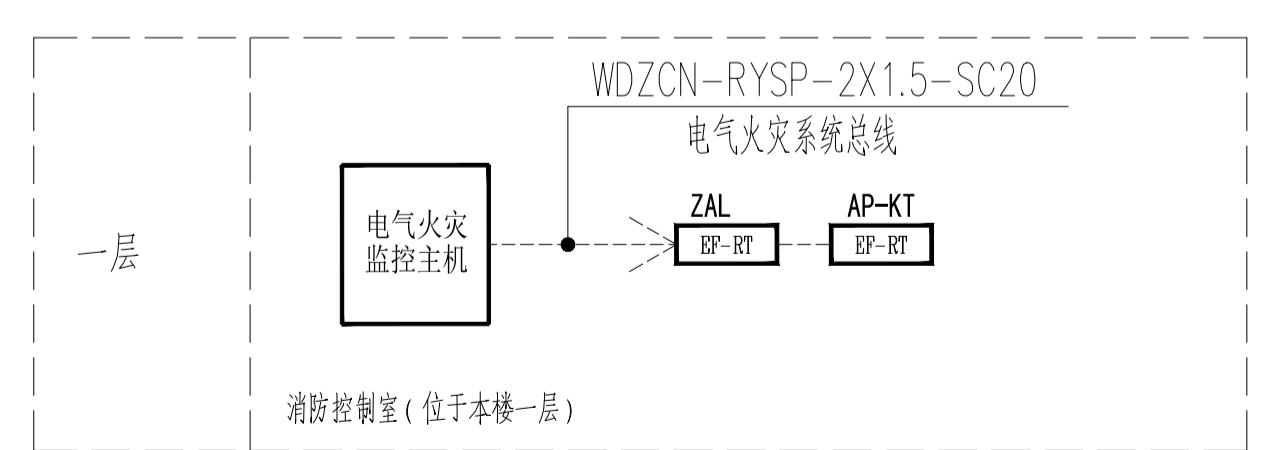 WDZCN-RYSP-2X1.5-SC20
电气火灾系统总线
电气火灾
监控主机
ZAL
EF-RT
AP-KT
EF-RT
一层
消防控制室(位于本楼一层)